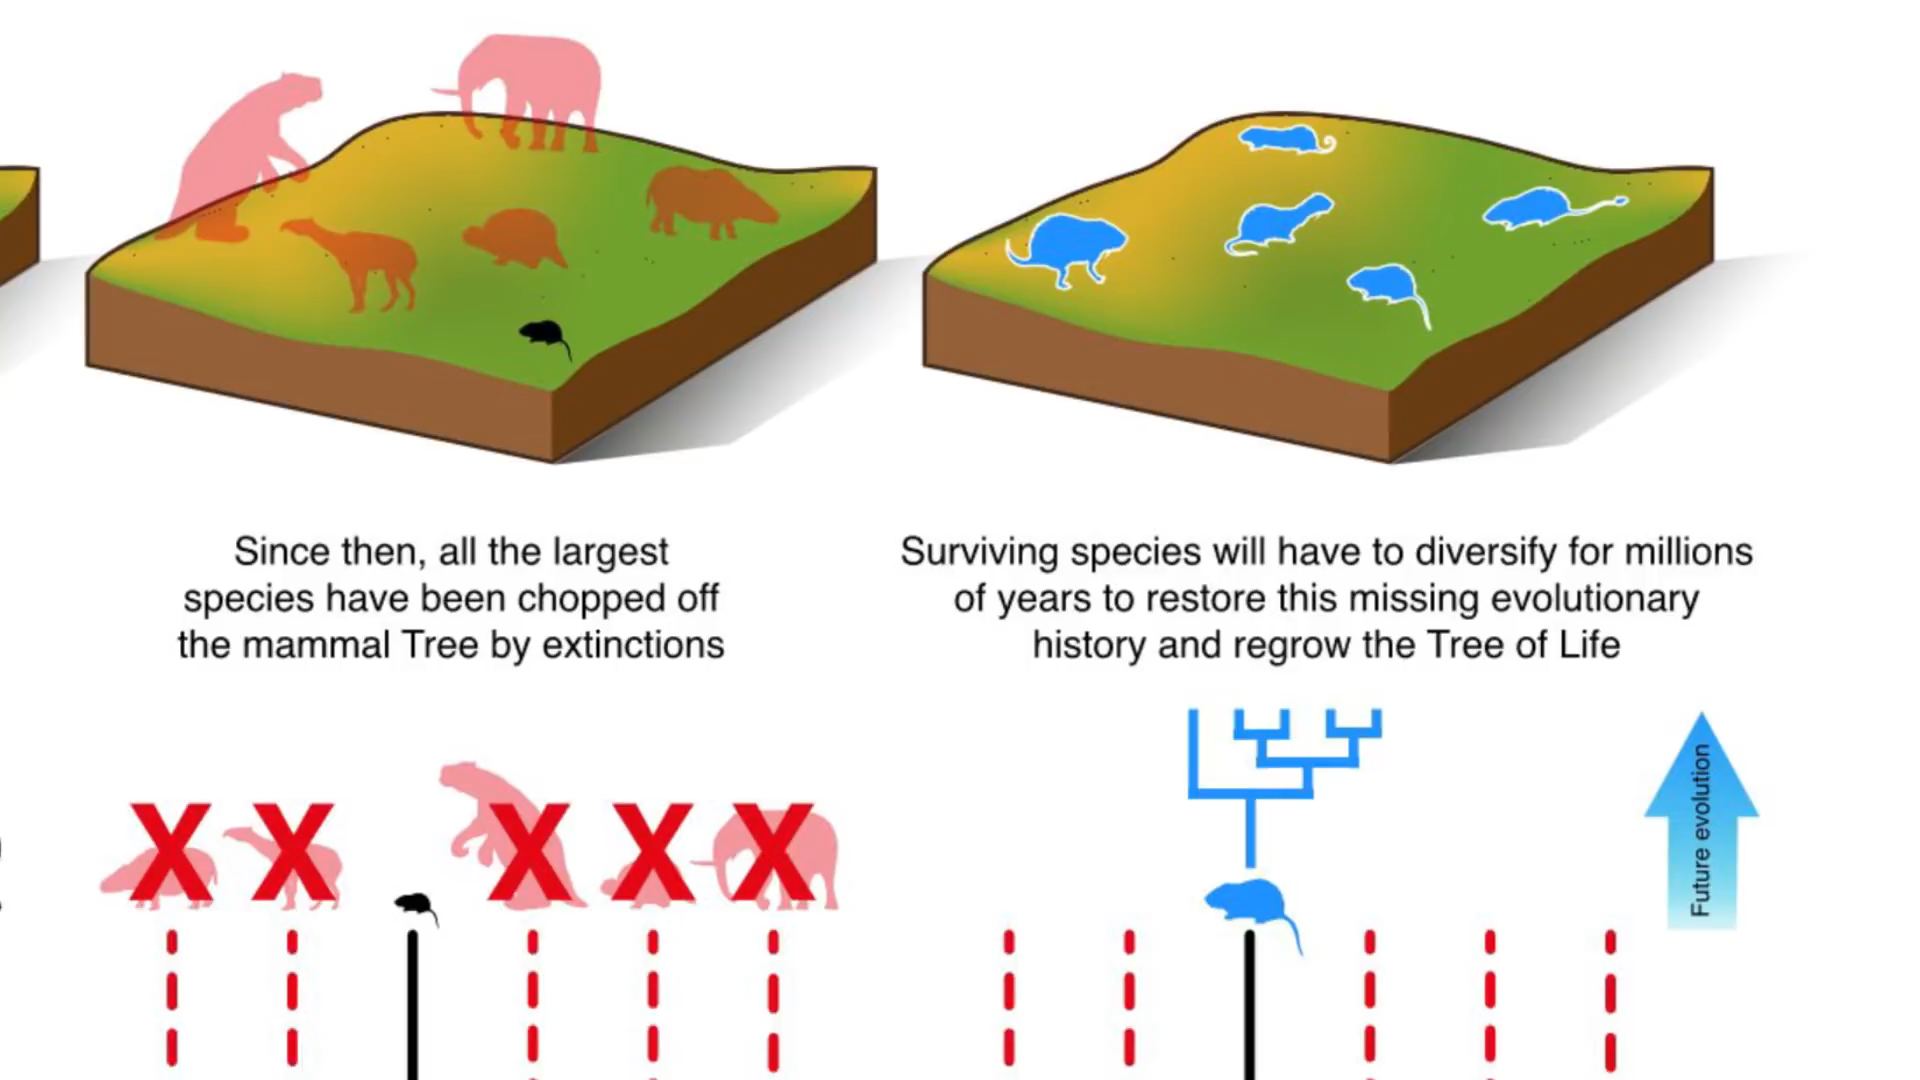 Since then, all the largest
species have been chopped off
the mammal Tree by extinctions
Surviving species will have to diversify for millions
of years to restore this missing evolutionary
history and regrow the Tree of Life
X X X X X
Future evolution